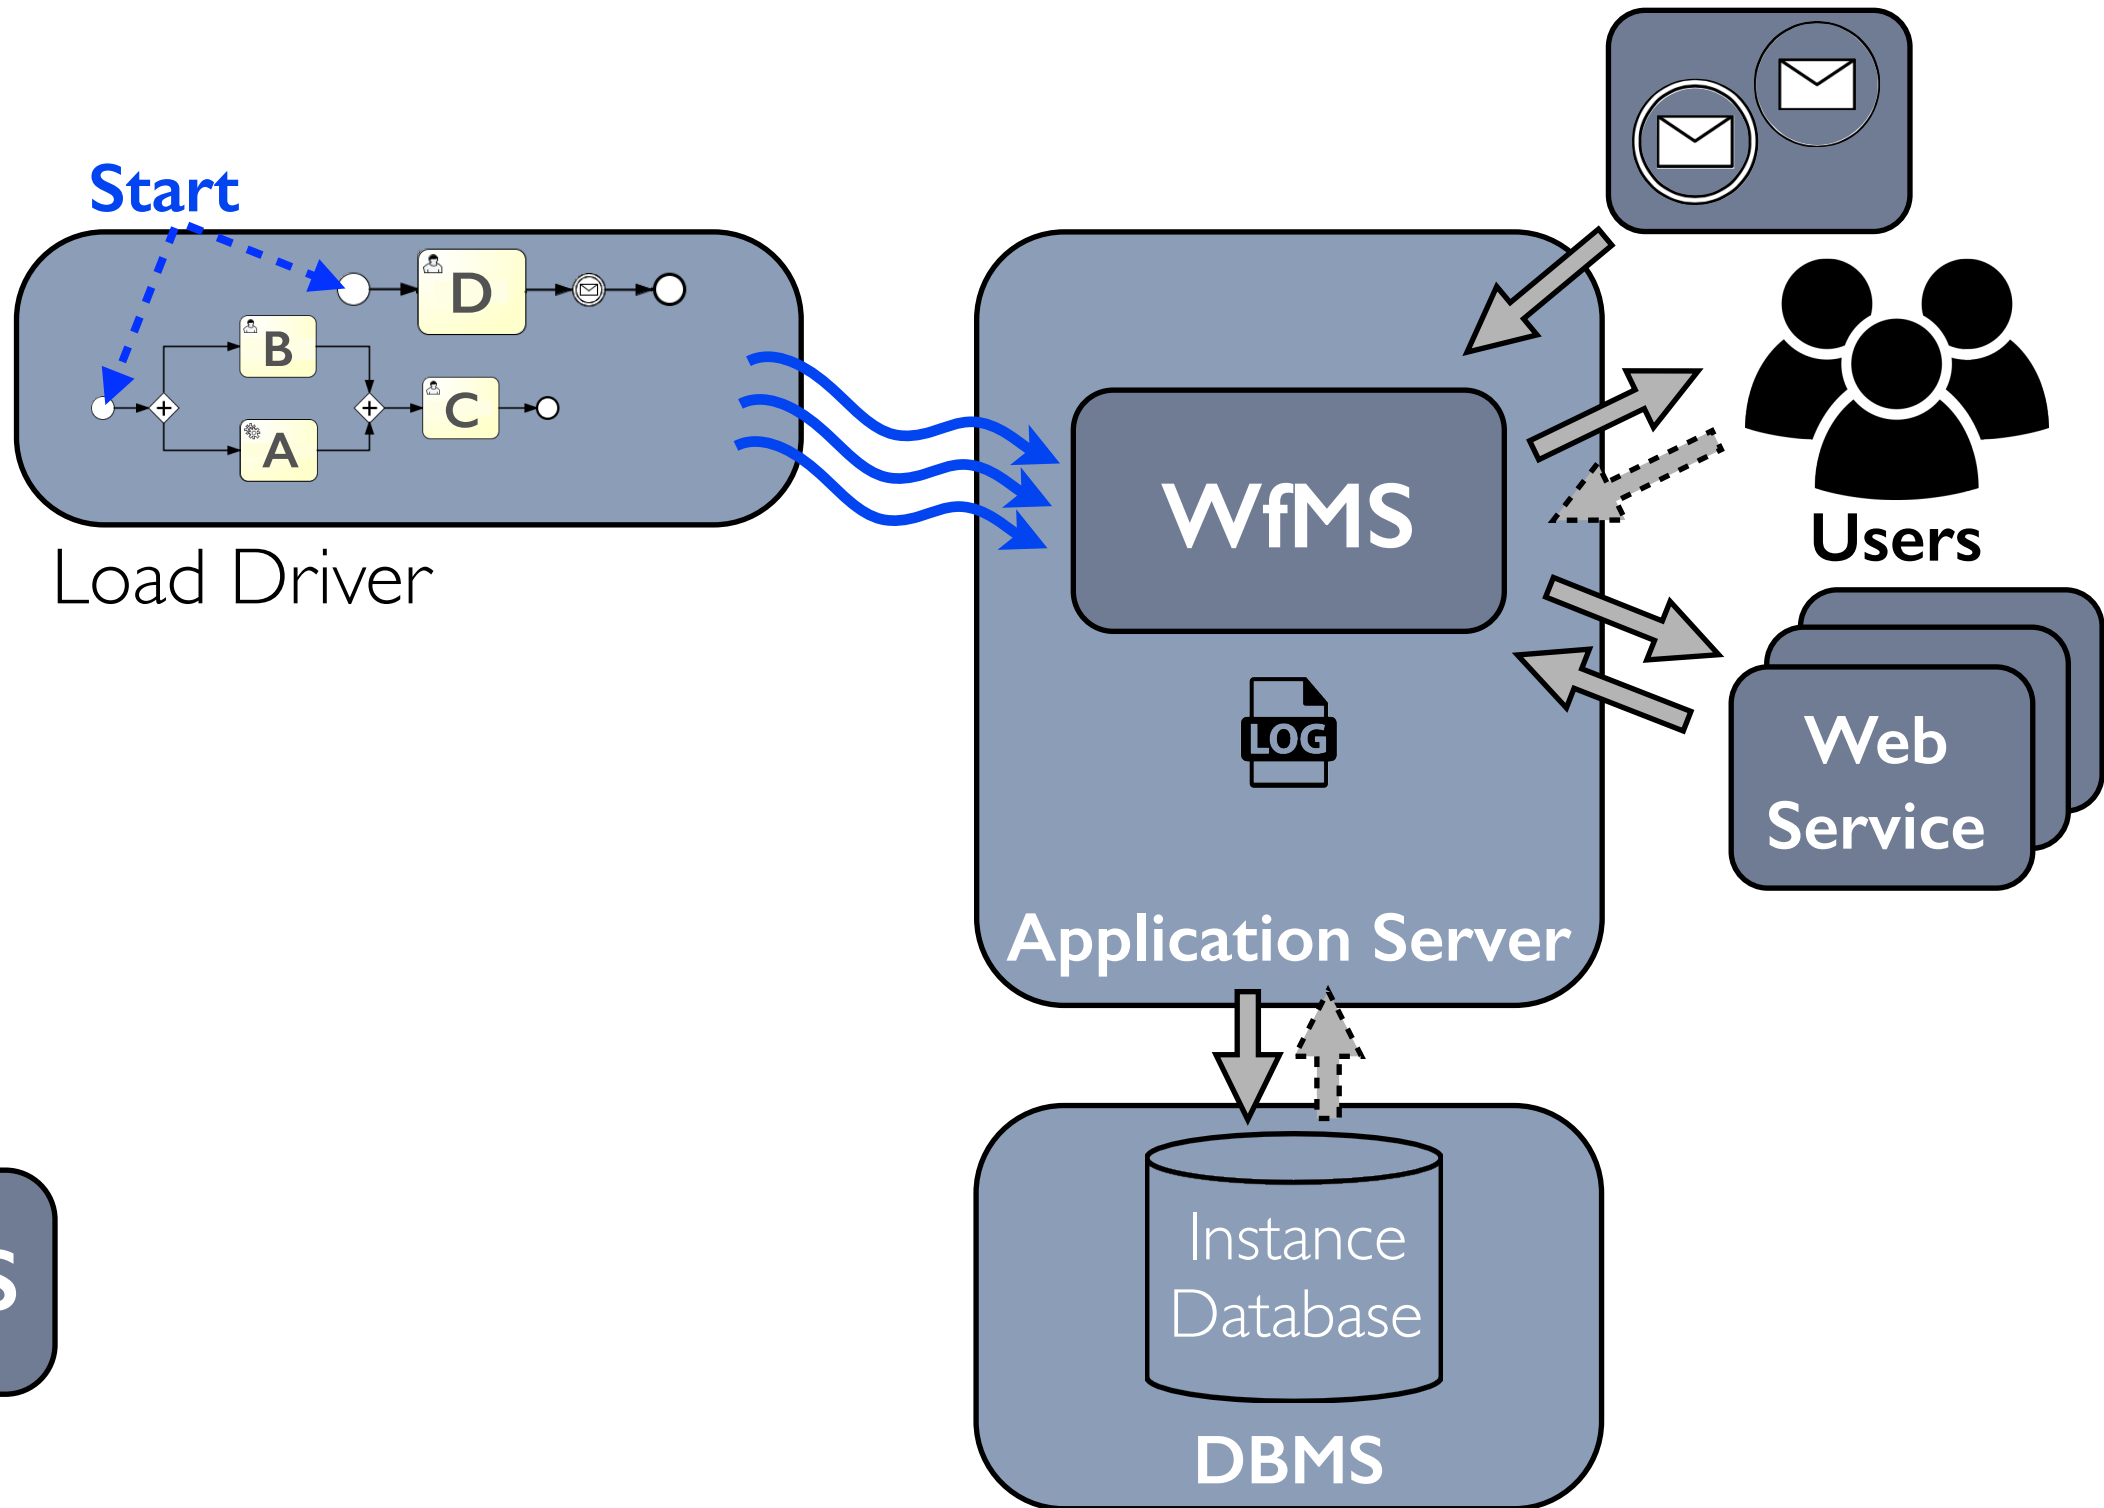 Start
D
B
A
C
Load Driver
WfMS
LOG
Application Server
Users
Web
Service
Instance
Database
DBMS
S